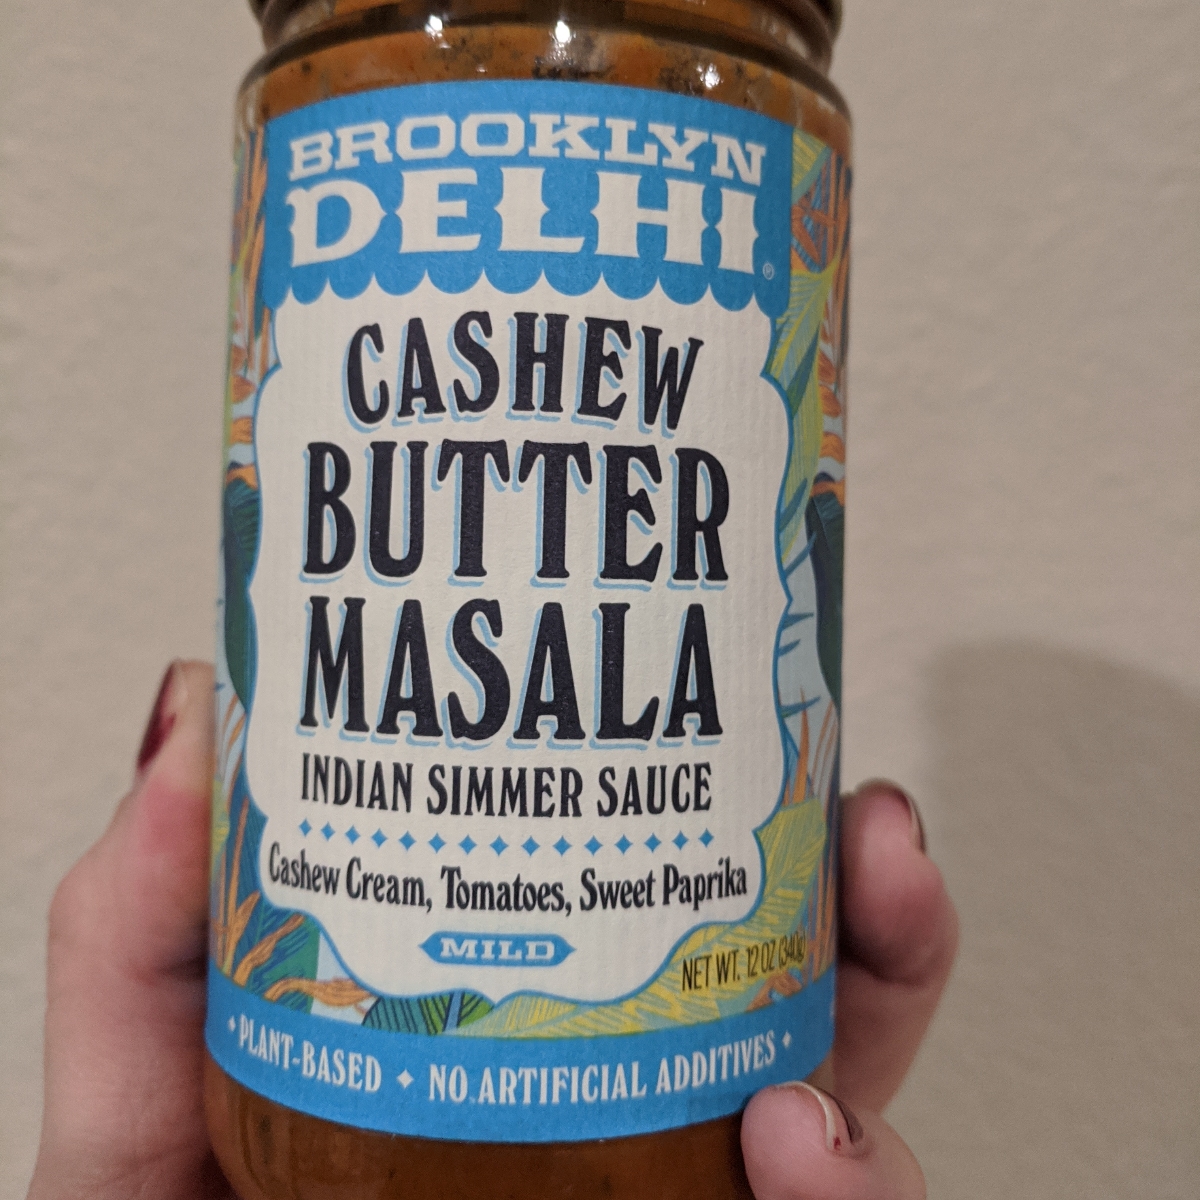 BROOKLYN
DELHI®
CASHEW
BUTTER
MASALA
INDIAN SIMMER SAUCE
Cashew Cream, Tomatoes, Sweet Paprika
MILD
NET WT. 12 OZ (340g)
PLANT-BASED NO ARTIFICIAL ADDITIVES